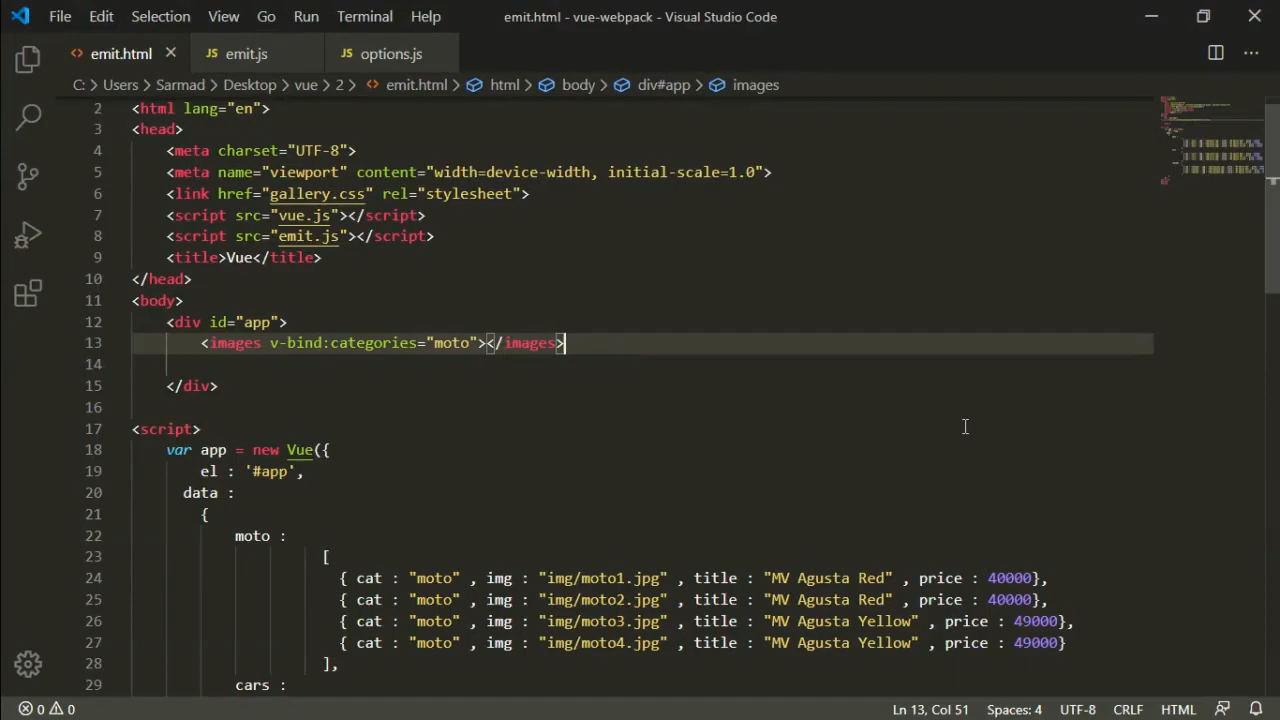 File Edit Selection View Go Run Terminal Help emit.html - vue-webpack - Visual Studio Code
emit.html JS emit.js JS options.js
C: > Users > Sarmad > Desktop > vue > 2 > emit.html > html > body > div#app > images
2 <html lang="en">
3 <head>
4 <meta charset="UTF-8">
5 <meta name="viewport" content="width=device-width, initial-scale=1.0">
6 <link href="gallery.css" rel="stylesheet">
7 <script src="vue.js"></script>
8 <script src="emit.js"></script>
9 <title>Vue</title>
10 </head>
11 <body>
12 <div id="app">
13 <images v-bind:categories="moto"></images>
14
15 </div>
16
17 <script>
18 var app = new Vue({
19 el : '#app',
20 data :
21 {
22 moto :
23 [
24 { cat : "moto" , img : "img/moto1.jpg" , title : "MV Agusta Red" , price : 40000},
25 { cat : "moto" , img : "img/moto2.jpg" , title : "MV Agusta Red" , price : 40000},
26 { cat : "moto" , img : "img/moto3.jpg" , title : "MV Agusta Yellow" , price : 49000},
27 { cat : "moto" , img : "img/moto4.jpg" , title : "MV Agusta Yellow" , price : 49000}
28 ],
29 cars :
0 0 Ln 13, Col 51 Spaces: 4 UTF-8 CRLF HTML